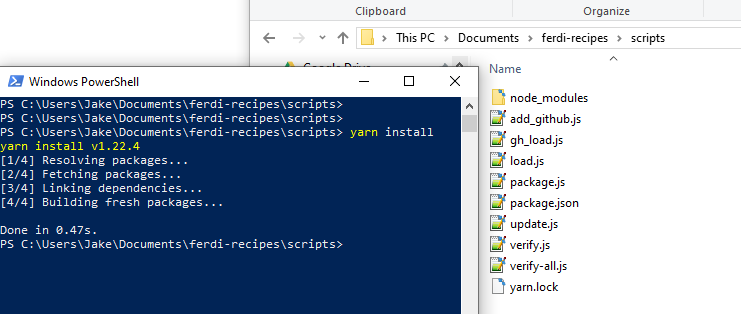 Clipboard
Organize
This PC > Documents > ferdi-recipes > scripts
Google Drive
Name
node_modules
add_github.js
gh_load.js
load.js
package.js
package.json
update.js
verify.js
verify-all.js
yarn.lock
Windows PowerShell
PS C:\Users\Jake\Documents\ferdi-recipes\scripts>
PS C:\Users\Jake\Documents\ferdi-recipes\scripts>
PS C:\Users\Jake\Documents\ferdi-recipes\scripts> yarn install
yarn install v1.22.4
[1/4] Resolving packages...
[2/4] Fetching packages...
[3/4] Linking dependencies...
[4/4] Building fresh packages...
Done in 0.47s.
PS C:\Users\Jake\Documents\ferdi-recipes\scripts>